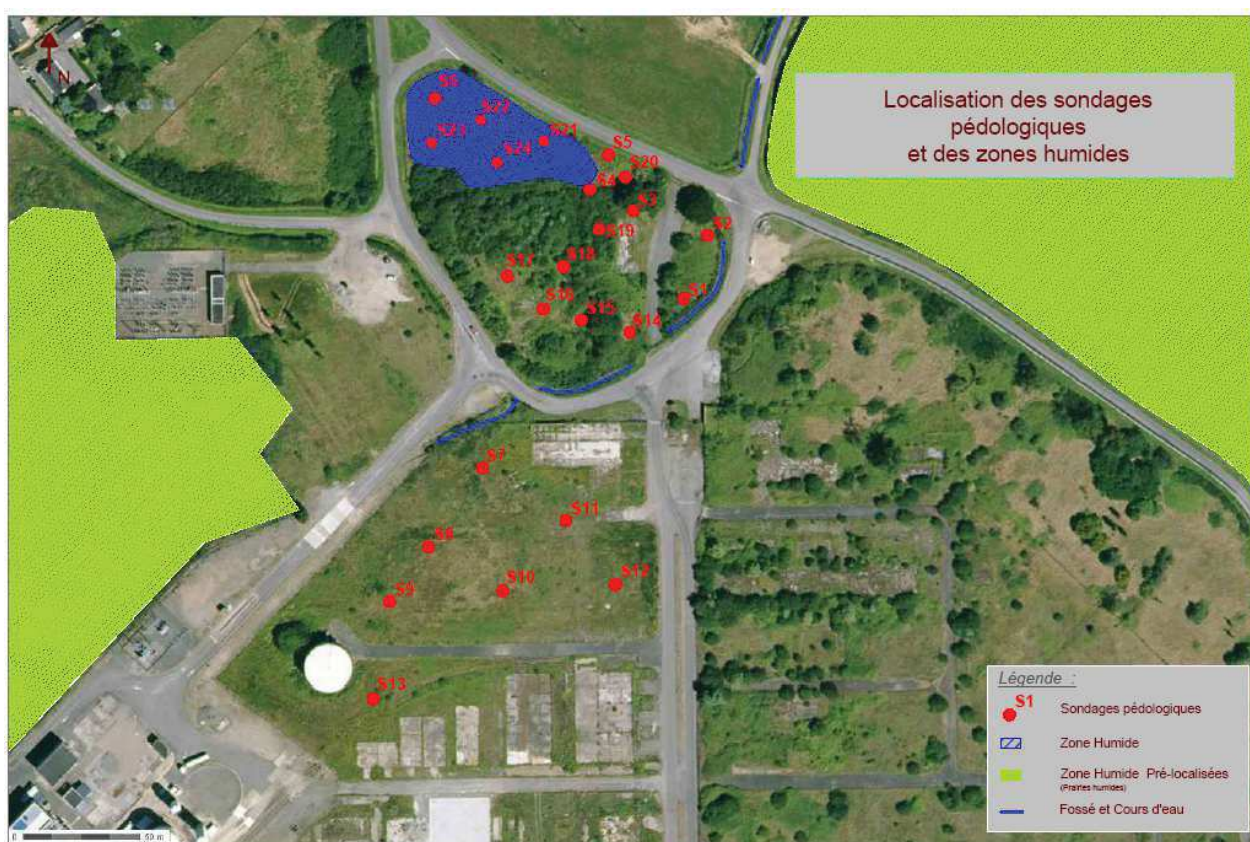 N
Localisation des sondages
pédologiques
et des zones humides
S6
S22
S23
S21
S24
S5
S20
S4
S3
S19
S2
S18
S17
S1
S16
S15
S14
S7
S11
S8
S10
S12
S9
S13
Légende :
S1
Sondages pédologiques
Zone Humide
Zone Humide Pré-localisées
(Prairies humides)
Fossé et Cours d'eau
0 50 m